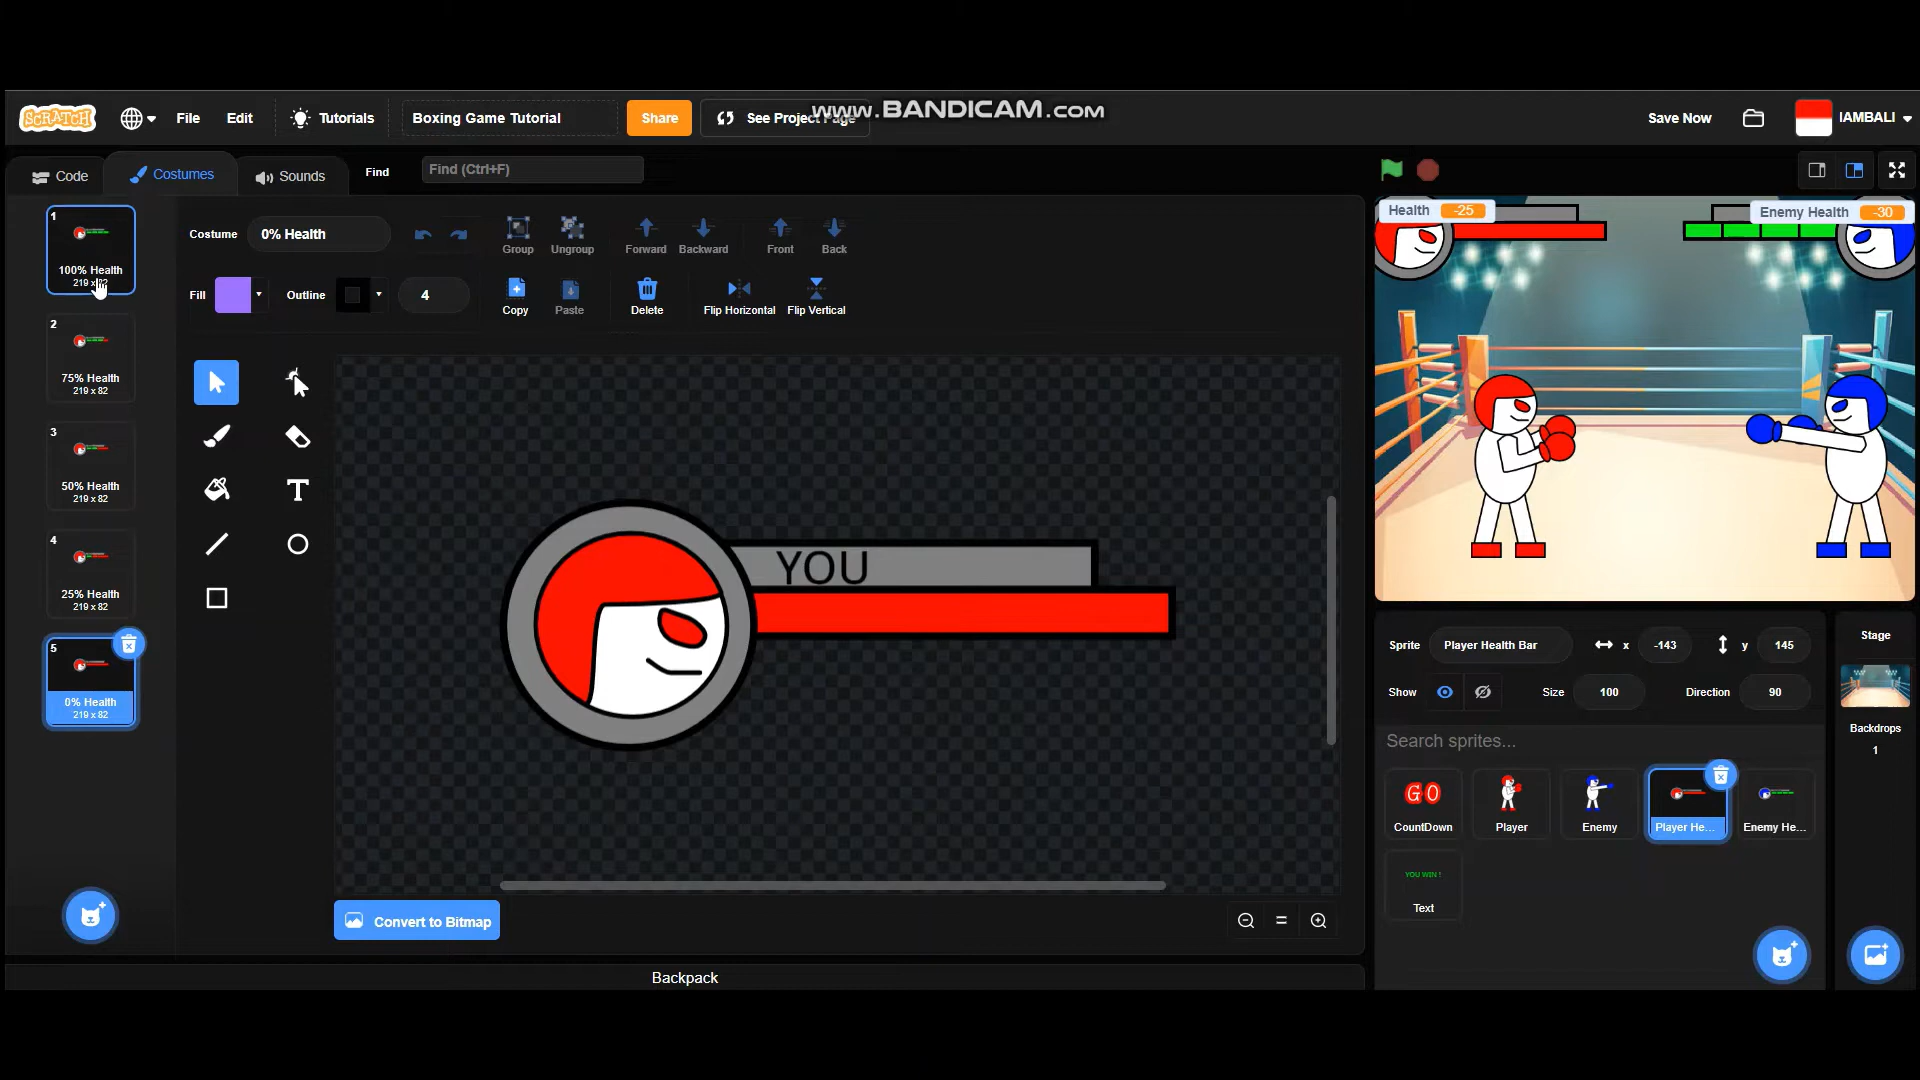 SCRATCH
File
Edit
Tutorials
Boxing Game Tutorial
Share
See Project Page
www.BANDICAM.com
Save Now
IAMBALI
Code
Costumes
Sounds
Find
Find (Ctrl+F)
Costume
0% Health
Group
Ungroup
Forward
Backward
Front
Back
Fill
Outline
4
Copy
Paste
Delete
Flip Horizontal
Flip Vertical
1
100% Health
219 x 82
2
75% Health
219 x 82
3
50% Health
219 x 82
4
25% Health
219 x 82
5
0% Health
219 x 82
YOU
Convert to Bitmap
Backpack
Health -25
Enemy Health -30
Sprite
Player Health Bar
x
-143
y
145
Show
Size
100
Direction
90
Search sprites...
GO
CountDown
Player
Enemy
Player He...
Enemy He...
YOU WIN !
Text
Stage
Backdrops
1